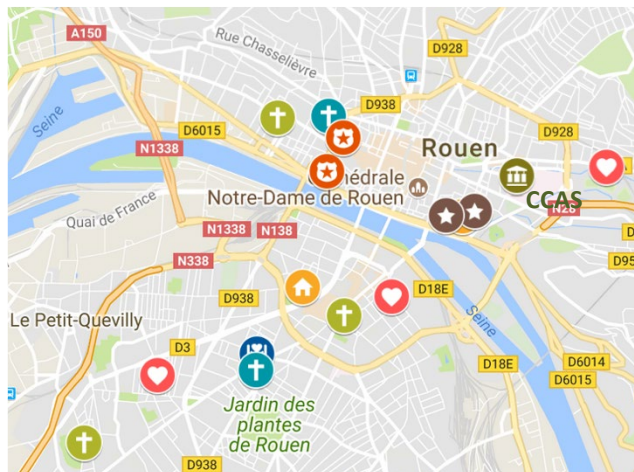 A150
Rue Chasselièvre
D928
Seine
D938
D6015
N1338
Rouen
D928
hédrale
Notre-Dame de Rouen
CCAS
N28
Quai de France
N1338
N138
D
D95
N338
D938
D18E
Le Petit-Quevilly
Seine
D3
D18E
D6014
D6015
Jardin des
plantes
de Rouen
D938